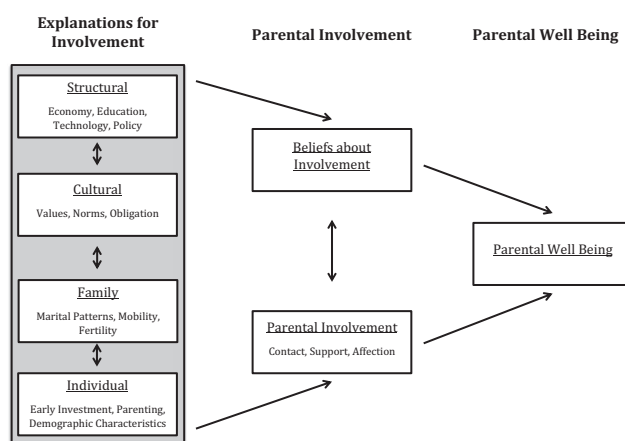 Explanations for
Involvement
Parental Involvement
Parental Well Being
Structural
Economy, Education,
Technology, Policy
Cultural
Values, Norms, Obligation
Family
Marital Patterns, Mobility,
Fertility
Individual
Early Investment, Parenting,
Demographic Characteristics
Beliefs about
Involvement
Parental Involvement
Contact, Support, Affection
Parental Well Being